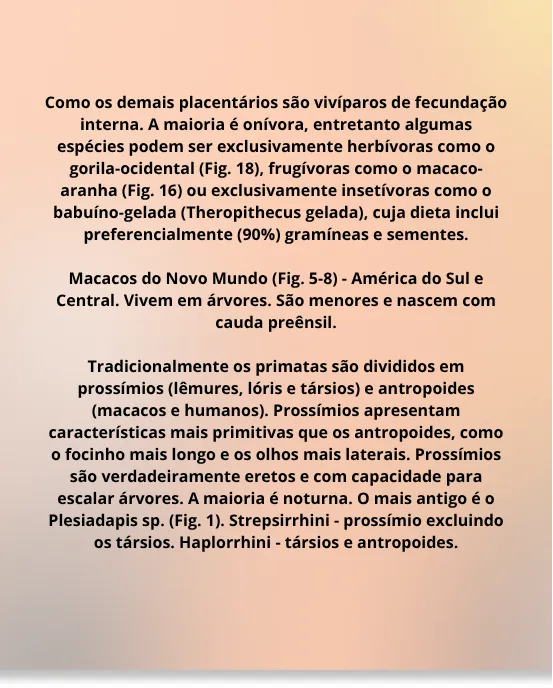 Como os demais placentários são vivíparos de fecundação
interna. A maioria é onívora, entretanto algumas
espécies podem ser exclusivamente herbívoras como o
gorila-ocidental (Fig. 18), frugívoras como o macaco-
aranha (Fig. 16) ou exclusivamente insetívoras como o
babuíno-gelada (Theropithecus gelada), cuja dieta inclui
preferencialmente (90%) gramíneas e sementes.
Macacos do Novo Mundo (Fig. 5-8) - América do Sul e
Central. Vivem em árvores. São menores e nascem com
cauda preênsil.
Tradicionalmente os primatas são divididos em
prossímios (lêmures, lóris e társios) e antropoides
(macacos e humanos). Prossímios apresentam
características mais primitivas que os antropoides, como
o focinho mais longo e os olhos mais laterais. Prossímios
são verdadeiramente eretos e com capacidade para
escalar árvores. A maioria é noturna. O mais antigo é o
Plesiadapis sp. (Fig. 1). Strepsirrhini - prossímio excluindo
os társios. Haplorrhini - társios e antropoides.